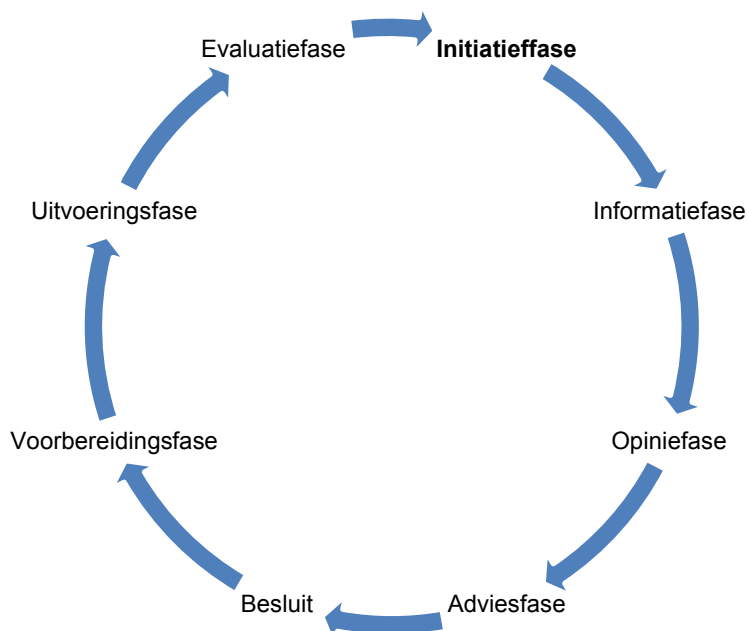 Evaluatiefase
Initiatieffase
Uitvoeringsfase
Informatiefase
Voorbereidingsfase
Opiniefase
Besluit
Adviesfase